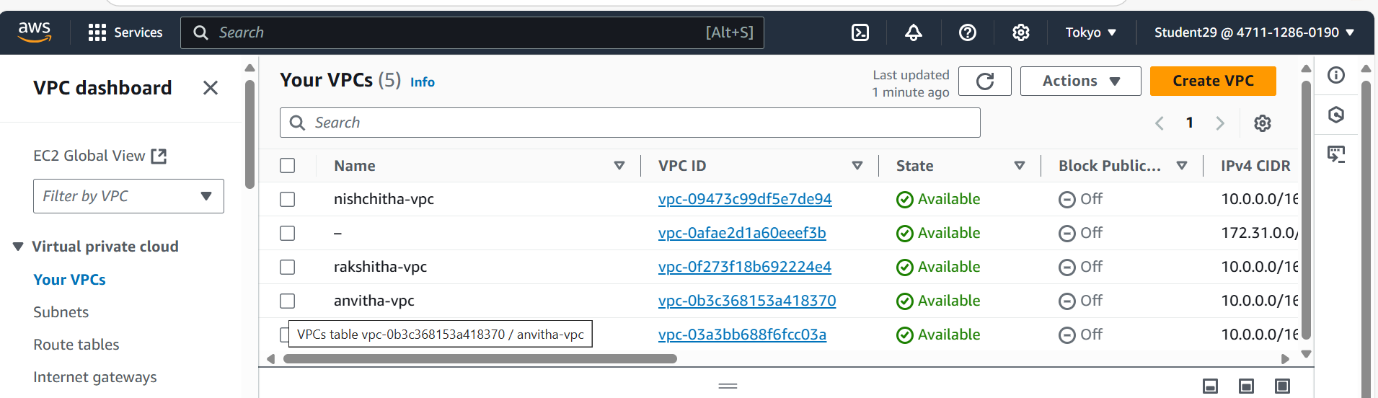 aws Services Search [Alt+S] Tokyo Student29 @ 4711-1286-0190
VPC dashboard
EC2 Global View
Filter by VPC
Virtual private cloud
Your VPCs
Subnets
Route tables
Internet gateways
Your VPCs (5) Info
Last updated
1 minute ago
Actions
Create VPC
Search
1
Name VPC ID State Block Public... IPv4 CIDR
nishchitha-vpc vpc-09473c99df5e7de94 Available Off 10.0.0.0/16
– vpc-0afae2d1a60eeef3b Available Off 172.31.0.0/
rakshitha-vpc vpc-0f273f18b692224e4 Available Off 10.0.0.0/16
anvitha-vpc vpc-0b3c368153a418370 Available Off 10.0.0.0/16
VPCs table vpc-0b3c368153a418370 / anvitha-vpc vpc-03a3bb688f6fcc03a Available Off 10.0.0.0/16